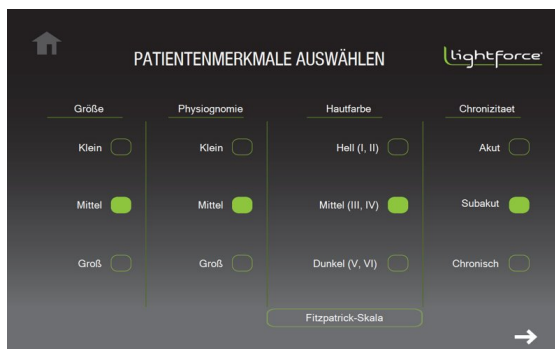 PATIENTENMERKMALE AUSWÄHLEN
lightforce
Größe
Klein
Mittel
Groß
Physiognomie
Klein
Mittel
Groß
Hautfarbe
Hell (I, II)
Mittel (III, IV)
Dunkel (V, VI)
Fitzpatrick-Skala
Chronizitaet
Akut
Subakut
Chronisch